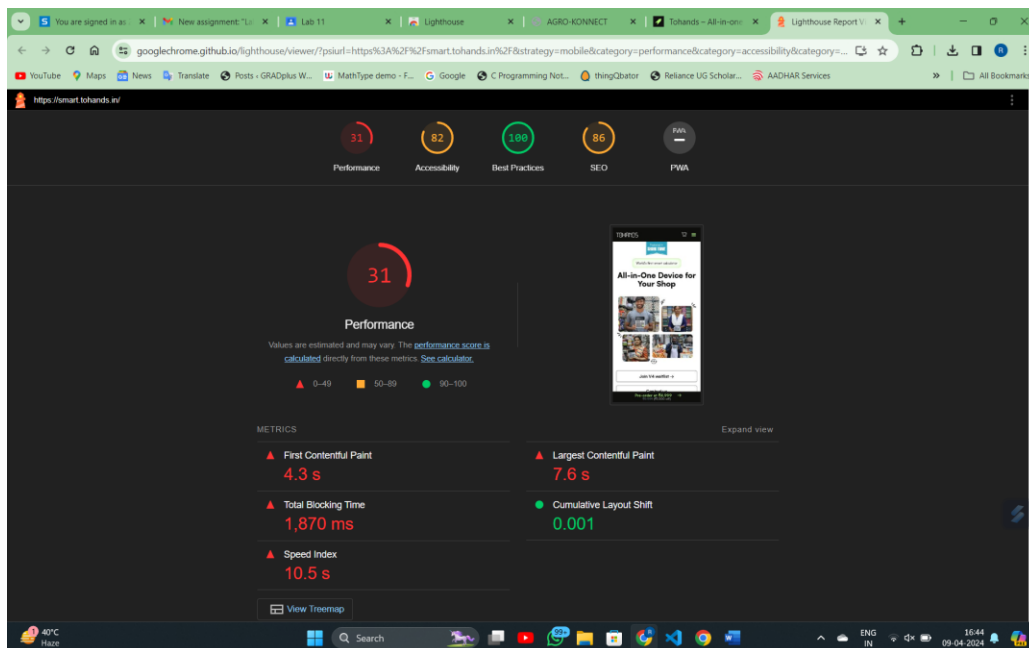 You are signed in as
New assignment: "La
Lab 11
Lighthouse
AGRO-KONNECT
Tohands – All-in-one
Lighthouse Report Vi
googlechrome.github.io/lighthouse/viewer/?psiurl=https%3A%2F%2Fsmart.tohands.in%2F&strategy=mobile&category=performance&category=accessibility&category=...
YouTube
Maps
News
Translate
Posts ‹ GRADplus W...
MathType demo - F...
Google
C Programming Not...
thingQbator
Reliance UG Scholar...
AADHAR Services
»
All Bookmarks
https://smart.tohands.in/
31
82
100
86
PWA
Performance
Accessibility
Best Practices
SEO
PWA
31
Performance
Values are estimated and may vary. The performance score is
calculated directly from these metrics. See calculator.
0–49
50–89
90–100
TOHANDS
All-in-One Device for
Your Shop
METRICS
Expand view
First Contentful Paint
4.3 s
Largest Contentful Paint
7.6 s
Total Blocking Time
1,870 ms
Cumulative Layout Shift
0.001
Speed Index
10.5 s
View Treemap
1
40°C
Haze
Search
99+
ENG
IN
16:44
09-04-2024